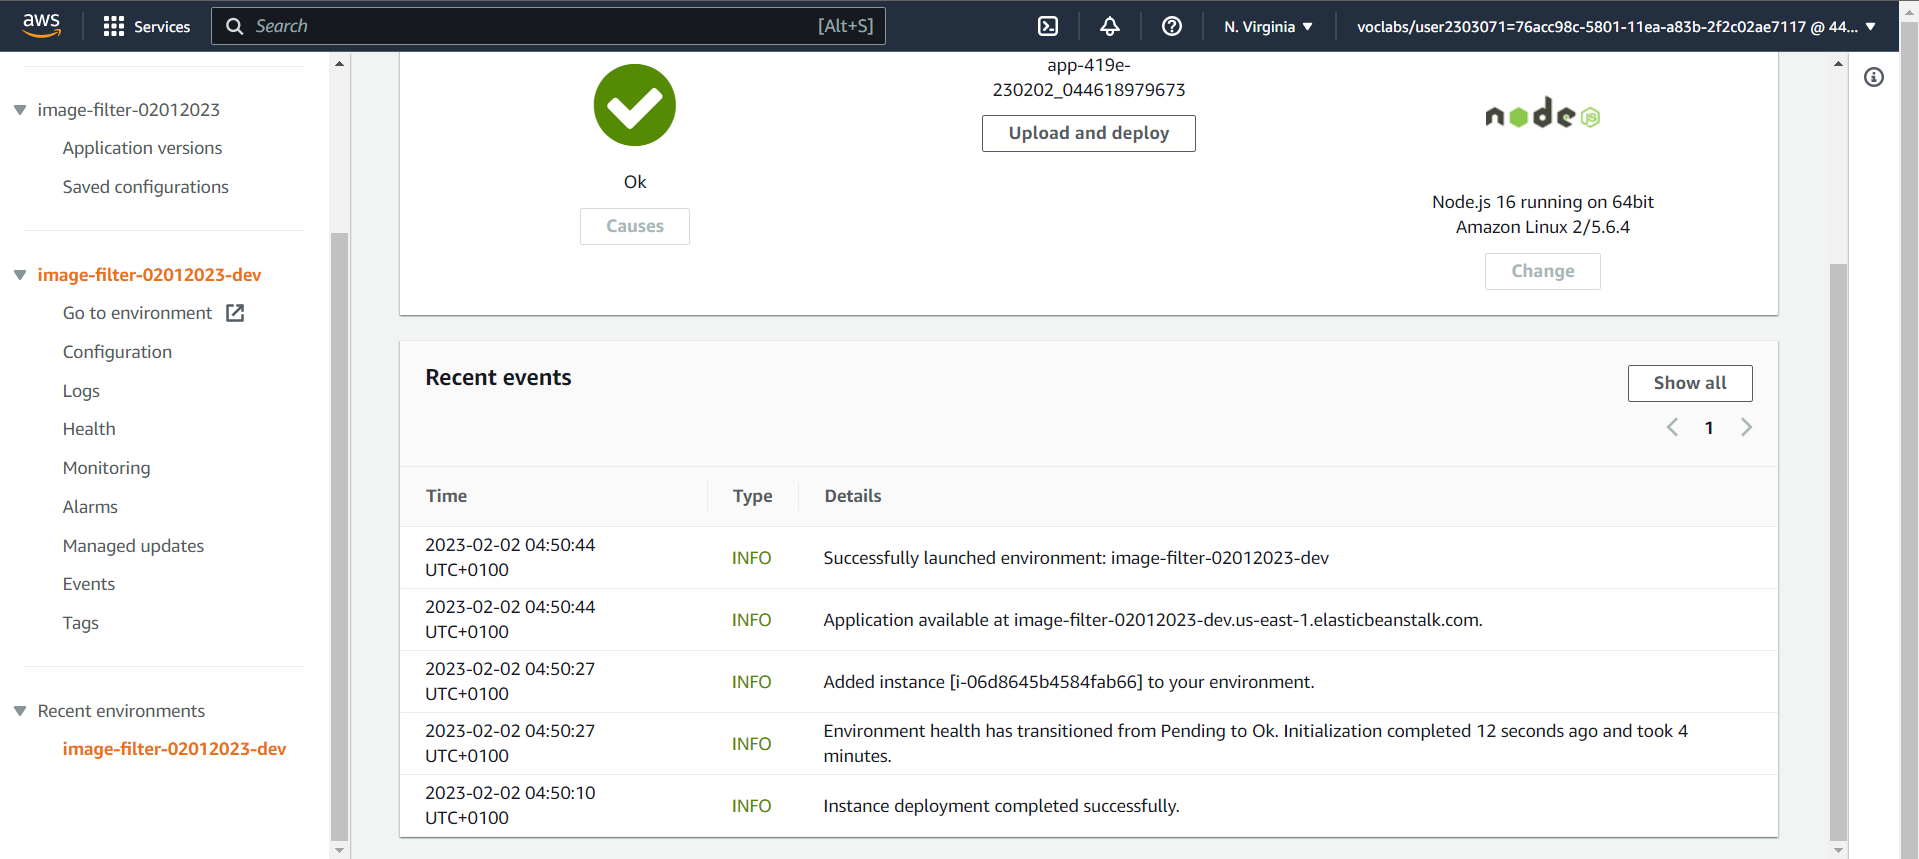 aws
Services
Search
[Alt+S]
N. Virginia
voclabs/user2303071=76acc98c-5801-11ea-a83b-2f2c02ae7117 @ 44...
image-filter-02012023
Application versions
Saved configurations
image-filter-02012023-dev
Go to environment
Configuration
Logs
Health
Monitoring
Alarms
Managed updates
Events
Tags
Recent environments
image-filter-02012023-dev
Ok
Causes
app-419e-
230202_044618979673
Upload and deploy
node
JS
Node.js 16 running on 64bit
Amazon Linux 2/5.6.4
Change
Recent events
Show all
1
Time Type Details
2023-02-02 04:50:44
UTC+0100
INFO
Successfully launched environment: image-filter-02012023-dev
2023-02-02 04:50:44
UTC+0100
INFO
Application available at image-filter-02012023-dev.us-east-1.elasticbeanstalk.com.
2023-02-02 04:50:27
UTC+0100
INFO
Added instance [i-06d8645b4584fab66] to your environment.
2023-02-02 04:50:27
UTC+0100
INFO
Environment health has transitioned from Pending to Ok. Initialization completed 12 seconds ago and took 4
minutes.
2023-02-02 04:50:10
UTC+0100
INFO
Instance deployment completed successfully.